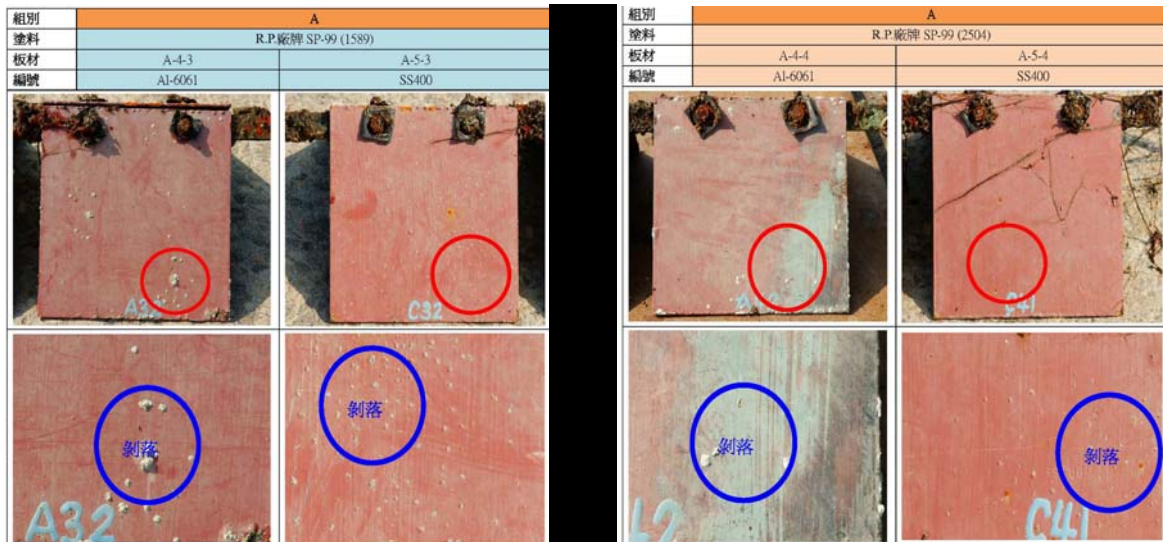 組別 A
塗料 R.P.廠牌 SP-99 (1589)
板材 A-4-3 A-5-3
編號 Al-6061 SS400
A32
C32
剝落
剝落
A32
組別 A
塗料 R.P.廠牌 SP-99 (2504)
板材 A-4-4 A-5-4
編號 Al-6061 SS400
C41
剝落
剝落
C41